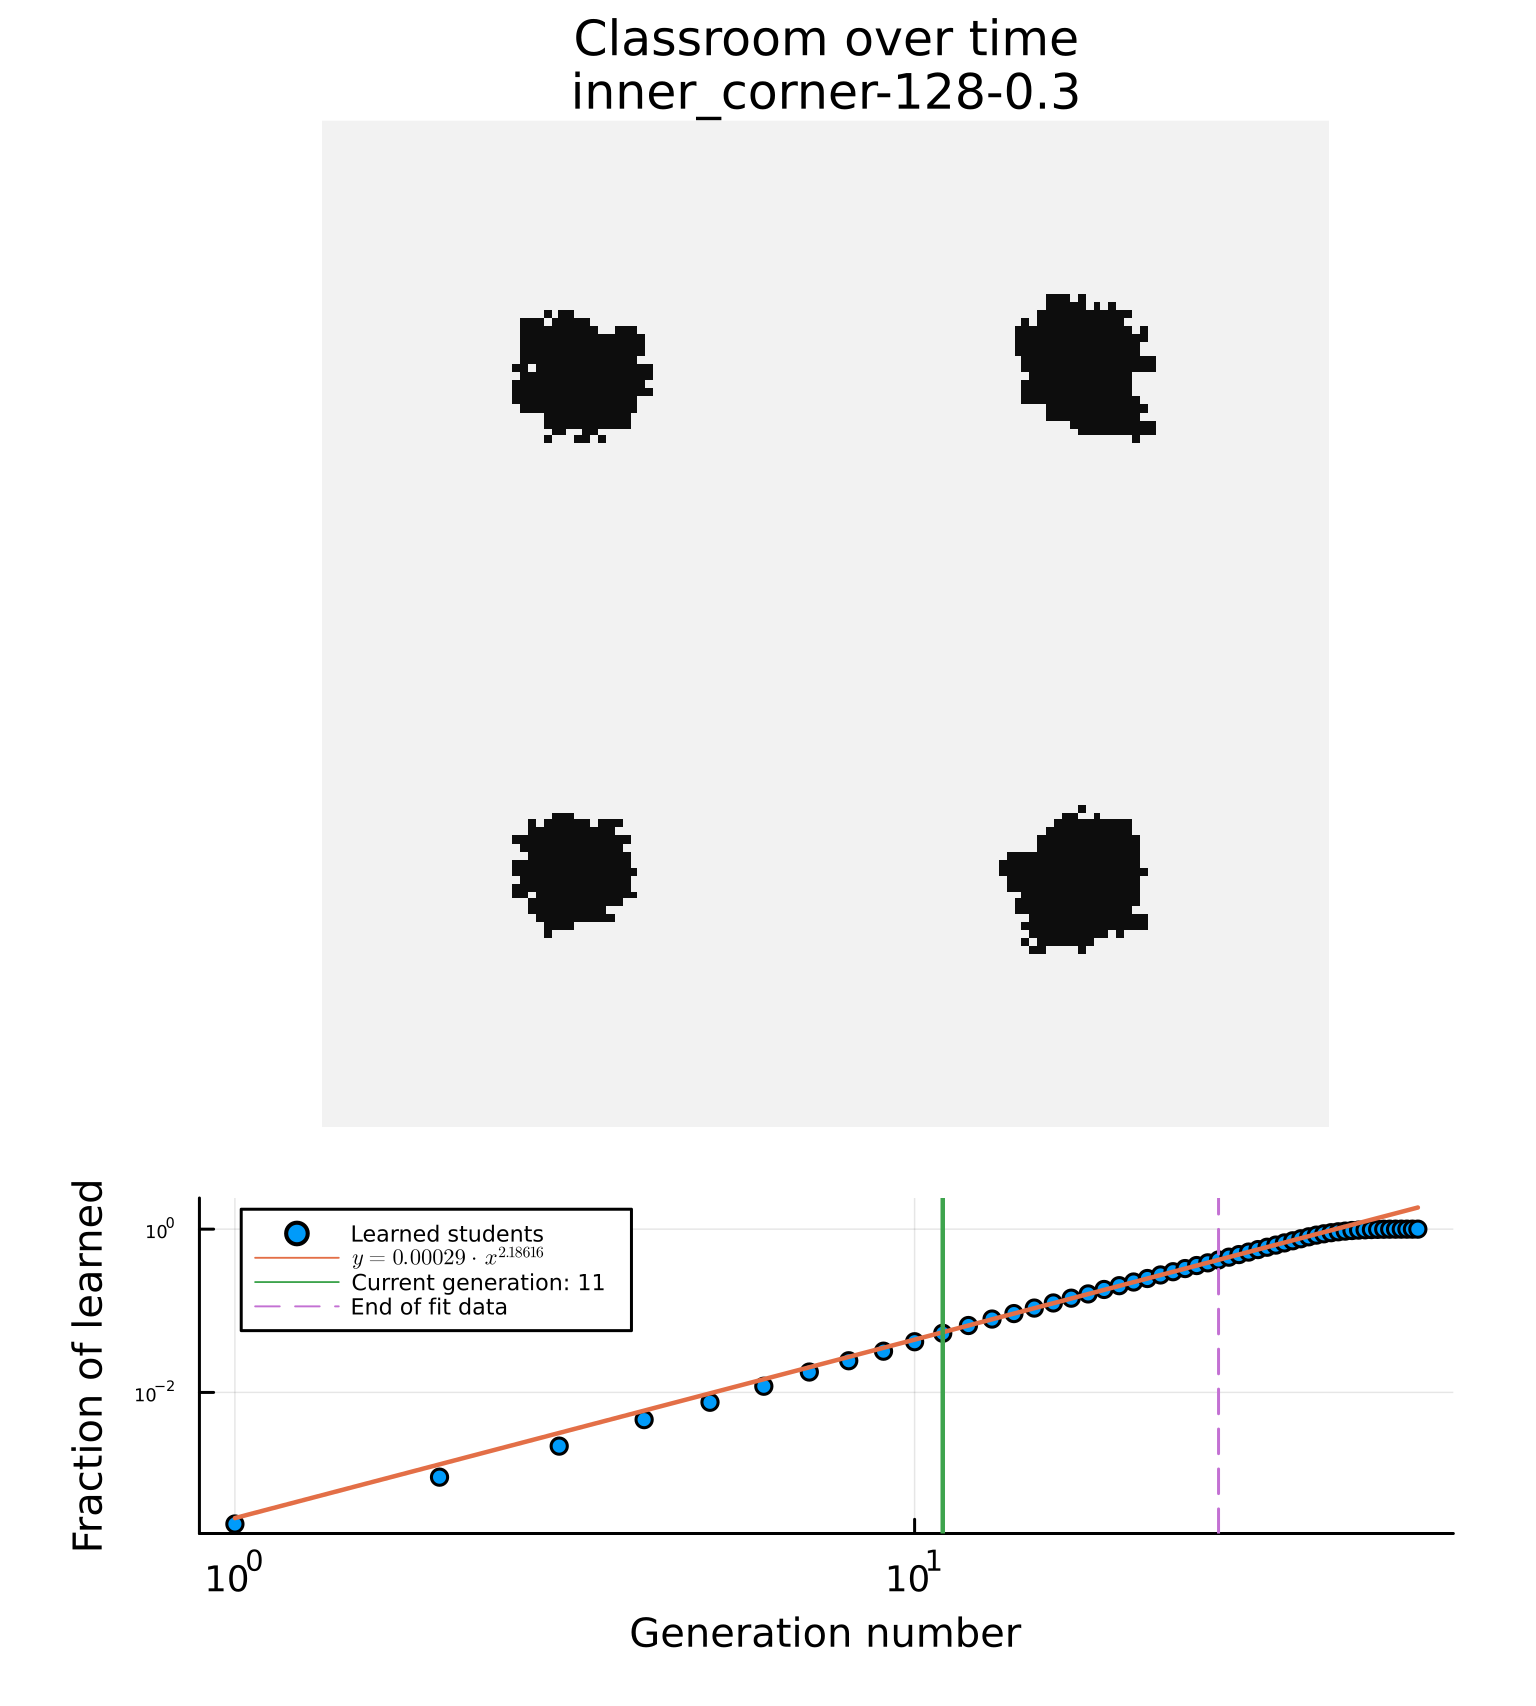 Classroom over time
inner_corner-128-0.3
Fraction of learned
10^0
10^−2
Learned students
y = 0.00029 · x^2.18616
Current generation: 11
End of fit data
10^0
10^1
Generation number